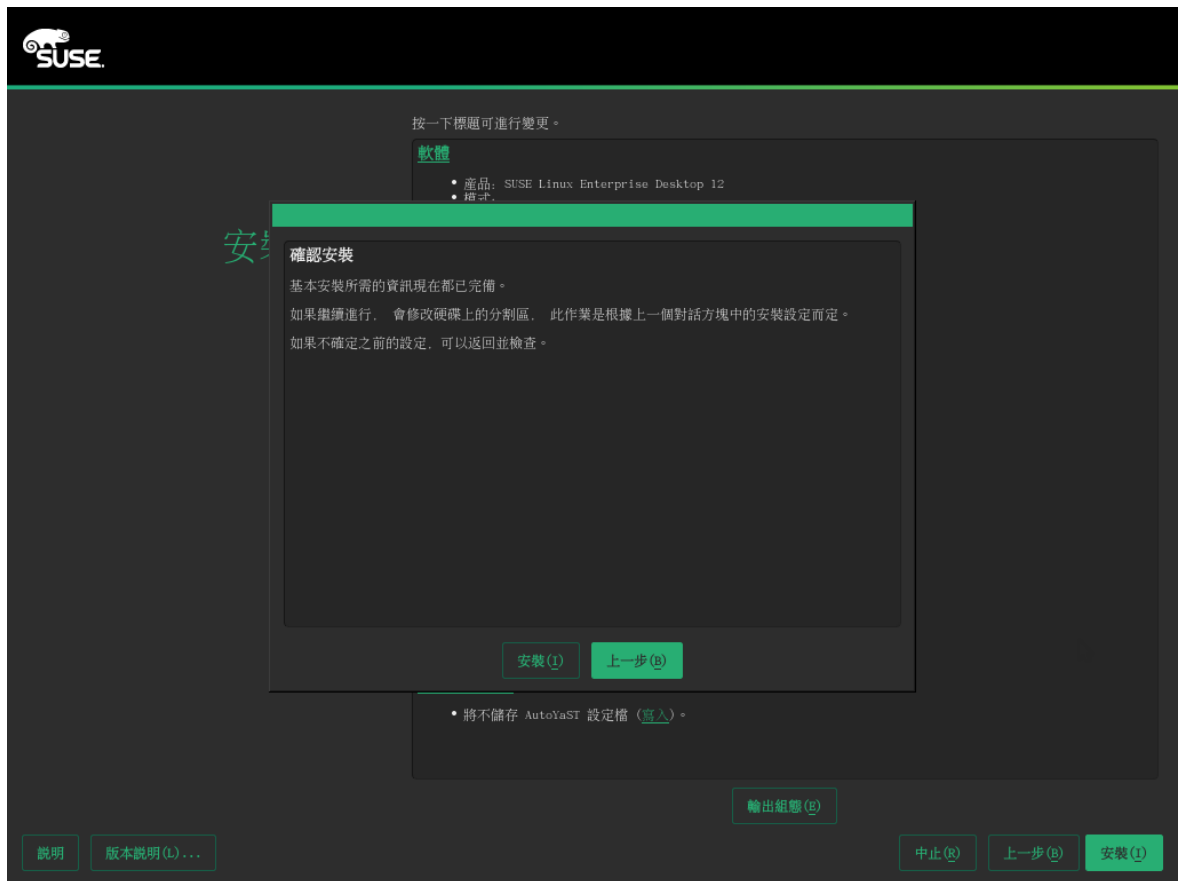 SUSE.
按一下標題可進行變更。
軟體
• 產品: SUSE Linux Enterprise Desktop 12
確認安裝
基本安裝所需的資訊現在都已完備。
如果繼續進行, 會修改硬碟上的分割區, 此作業是根據上一個對話方塊中的安裝設定而定。
如果不確定之前的設定, 可以返回並檢查。
安裝(I) 上一步(B)
• 將不儲存 AutoYaST 設定檔 (寫入)。
輸出組態(E)
説明 版本説明(L)... 中止(R) 上一步(B) 安裝(I)